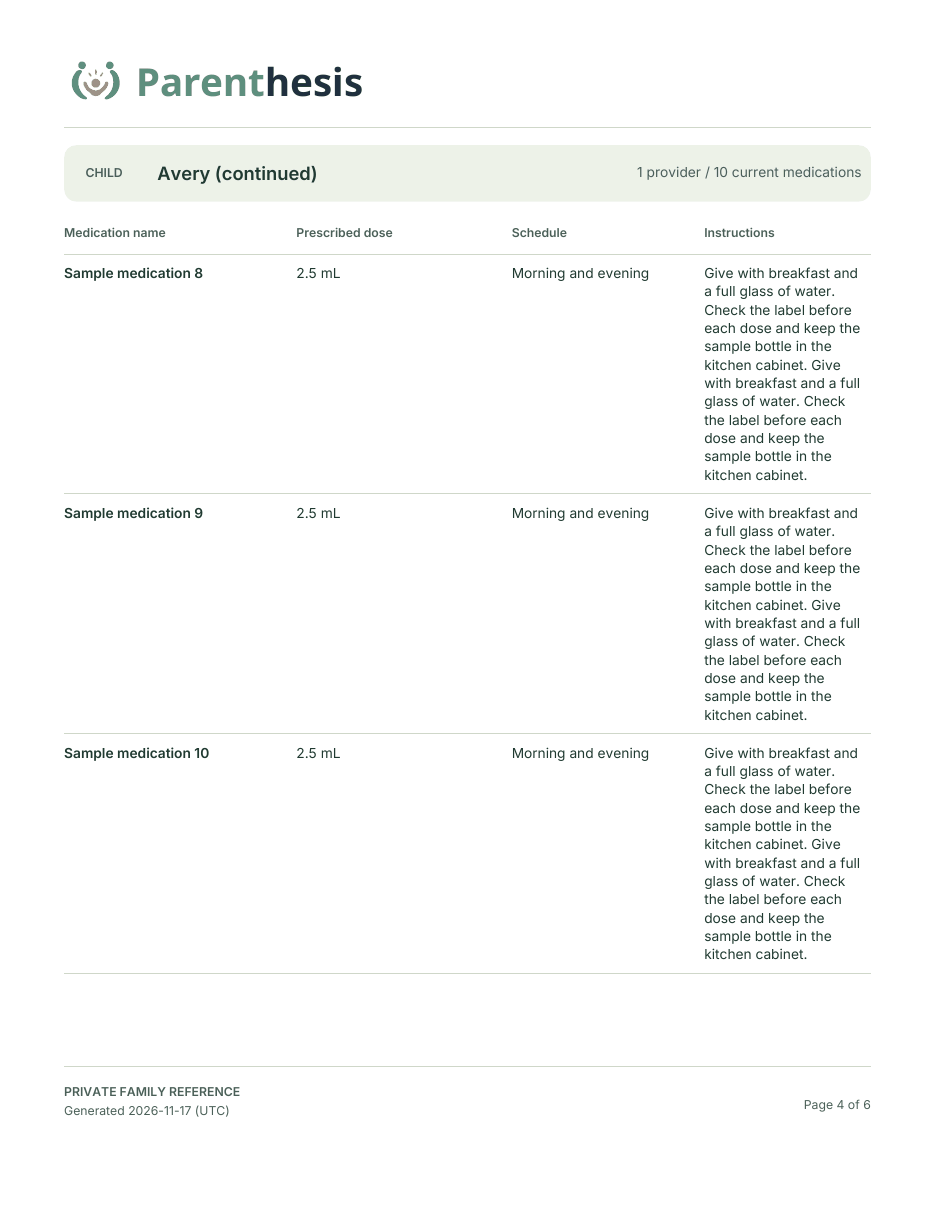 Parenthesis
CHILD Avery (continued) 1 provider / 10 current medications
Medication name Prescribed dose Schedule Instructions
Sample medication 8 2.5 mL Morning and evening Give with breakfast and
a full glass of water.
Check the label before
each dose and keep the
sample bottle in the
kitchen cabinet. Give
with breakfast and a full
glass of water. Check
the label before each
dose and keep the
sample bottle in the
kitchen cabinet.
Sample medication 9 2.5 mL Morning and evening Give with breakfast and
a full glass of water.
Check the label before
each dose and keep the
sample bottle in the
kitchen cabinet. Give
with breakfast and a full
glass of water. Check
the label before each
dose and keep the
sample bottle in the
kitchen cabinet.
Sample medication 10 2.5 mL Morning and evening Give with breakfast and
a full glass of water.
Check the label before
each dose and keep the
sample bottle in the
kitchen cabinet. Give
with breakfast and a full
glass of water. Check
the label before each
dose and keep the
sample bottle in the
kitchen cabinet.
PRIVATE FAMILY REFERENCE
Generated 2026-11-17 (UTC)
Page 4 of 6